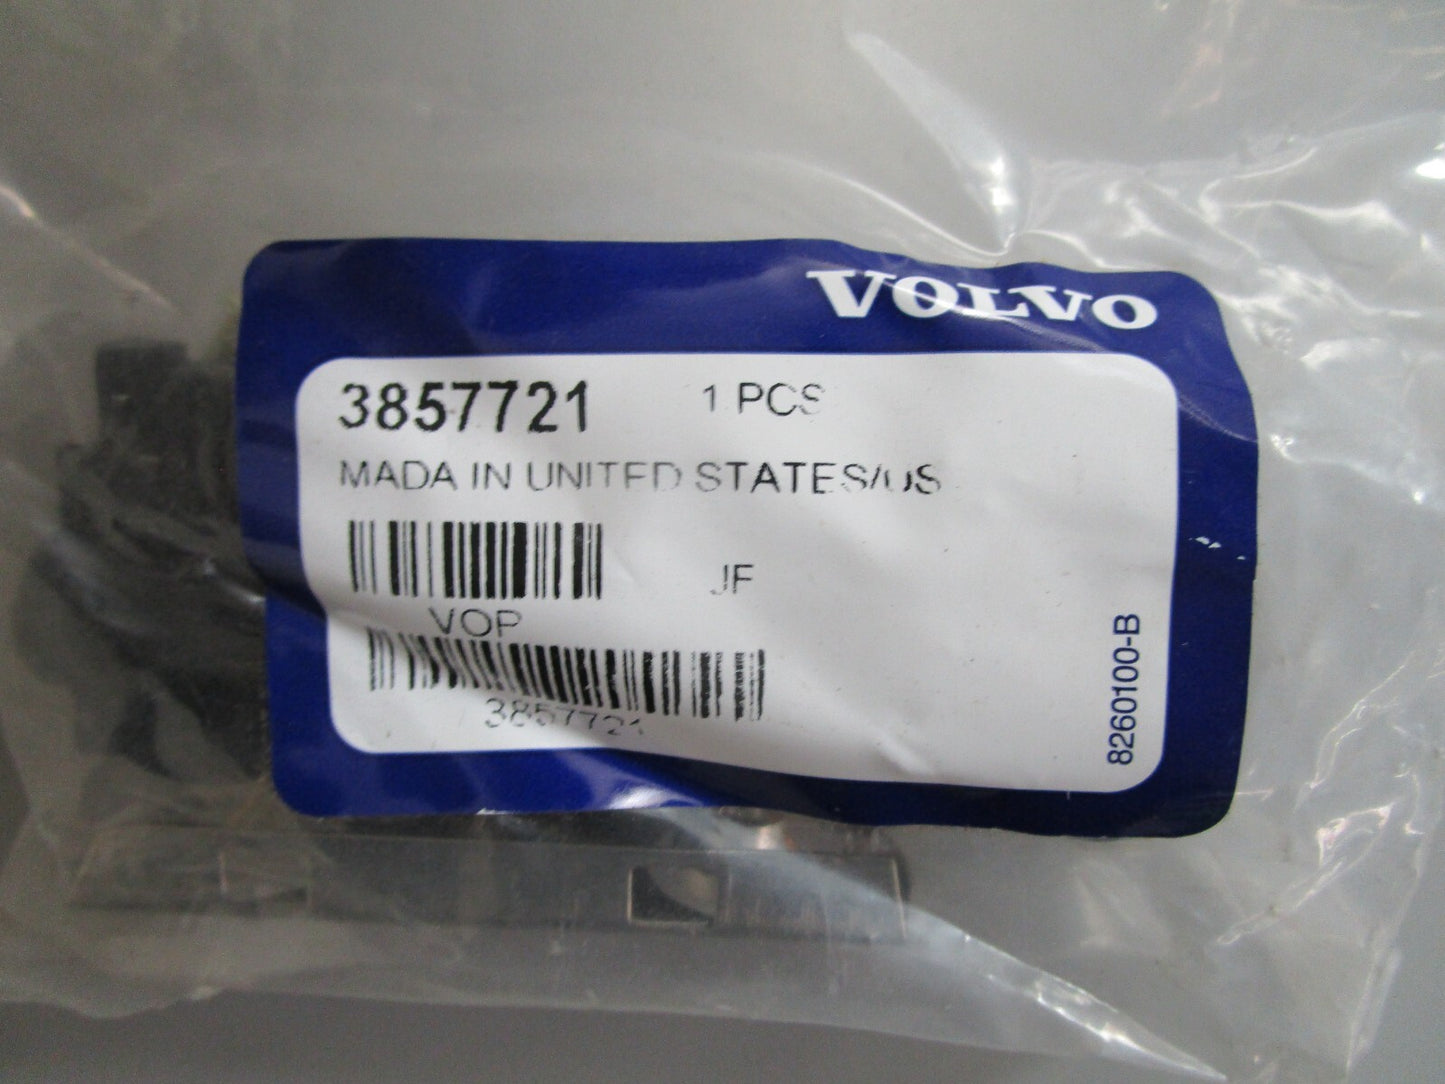 VOLVO
3857721 1 PCS
MADA IN UNITED STATES/US
JF
VOP
3857721
8260100-B